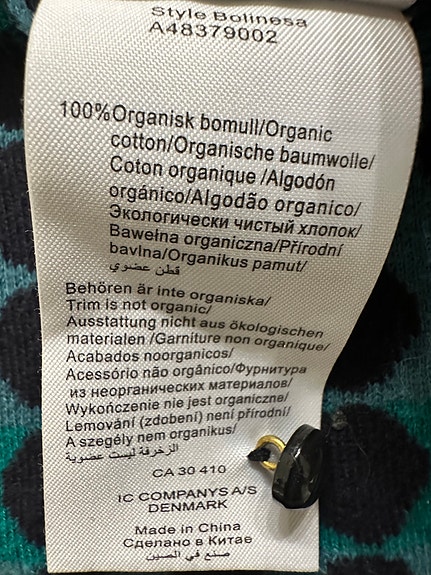 Style Bolinesa
A48379002
100%Organisk bomull/Organic
cotton/Organische baumwolle/
Coton organique /Algodón
orgánico/Algodão organico/
Экологически чистый хлопок/
Bawełna organiczna/Přírodní
bavlna/Organikus pamut/
قطن عضوي
Behören är inte organiska/
Trim is not organic/
Ausstattung nicht aus ökologischen
materialen /Garniture non organique/
Acabados noorganicos/
Acessório não orgânico/Фурнитура
из неорганических материалов/
Wykończenie nie jest organiczne/
Lemování (zdobení) není přírodní/
A szegély nem organikus/
الزخرفة ليست عضوية
CA 30 410
IC COMPANYS A/S
DENMARK
Made in China
Сделано в Китае
صنع في الصين